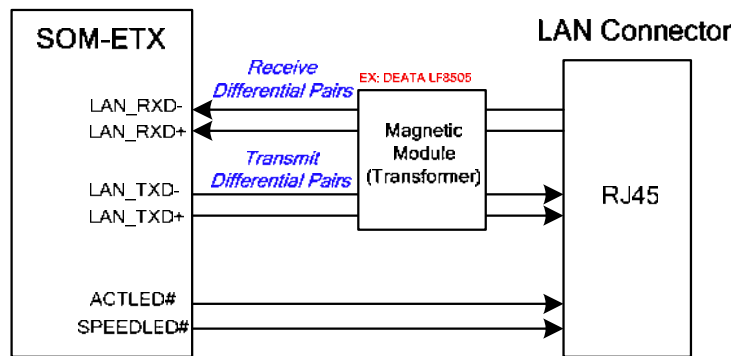 SOM-ETX
LAN Connector
Receive
Differential Pairs
EX: DEATA LF8505
LAN_RXD-
LAN_RXD+
Magnetic
Module
(Transformer)
Transmit
Differential Pairs
LAN_TXD-
LAN_TXD+
RJ45
ACTLED#
SPEEDLED#